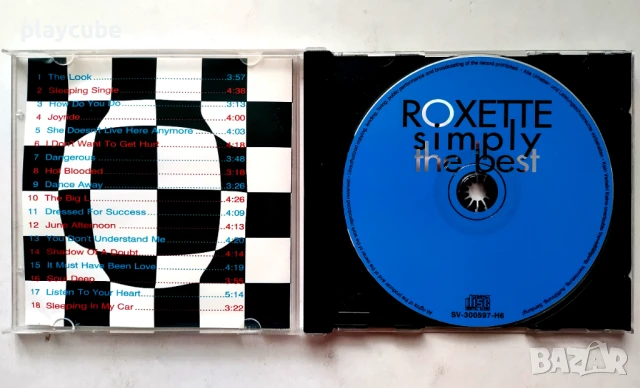 playcube
1 The Look 3:57
2 Sleeping Single 4:38
3 How Do You Do 3:13
4 Joyride 4:00
5 She Doesn't Live Here Anymore 4:03
6 I Don't Want To Get Hurt 4:18
7 Dangerous 3:48
8 Hot Blooded 3:18
9 Dance Away 3:26
10 The Big L 4:26
11 Dressed For Success 4:09
12 June Afternoon 4:13
13 You Don't Understand Me 4:20
14 Shadow Of A Doubt 4:14
15 It Must Have Been Love 4:19
16 Soul Deep
17 Listen To Your Heart 5:14
18 Sleeping In My Car 3:22
ROXETTE
simply
the best
SV-300597-H6
BAZAR
bg